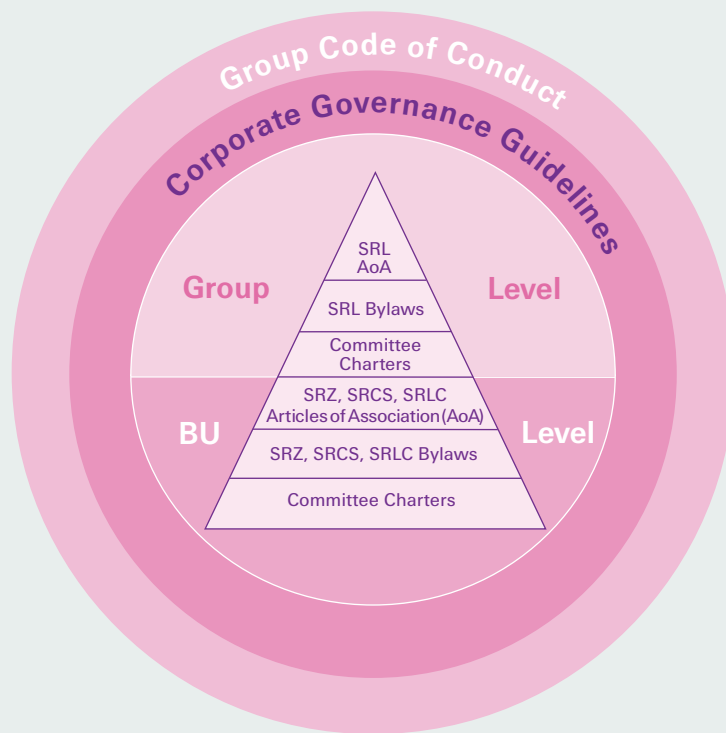 Group Code of Conduct
Corporate Governance Guidelines
SRL
AoA
Group
Level
SRL Bylaws
Committee
Charters
SRZ, SRCS, SRLC
Articles of Association (AoA)
BU
Level
SRZ, SRCS, SRLC Bylaws
Committee Charters